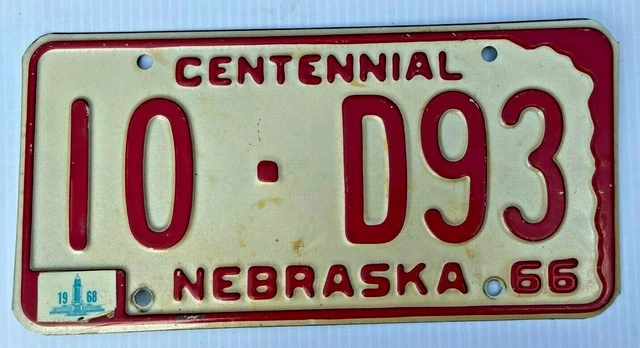 CENTENNIAL
10·D93
NEBRASKA 66
19 68